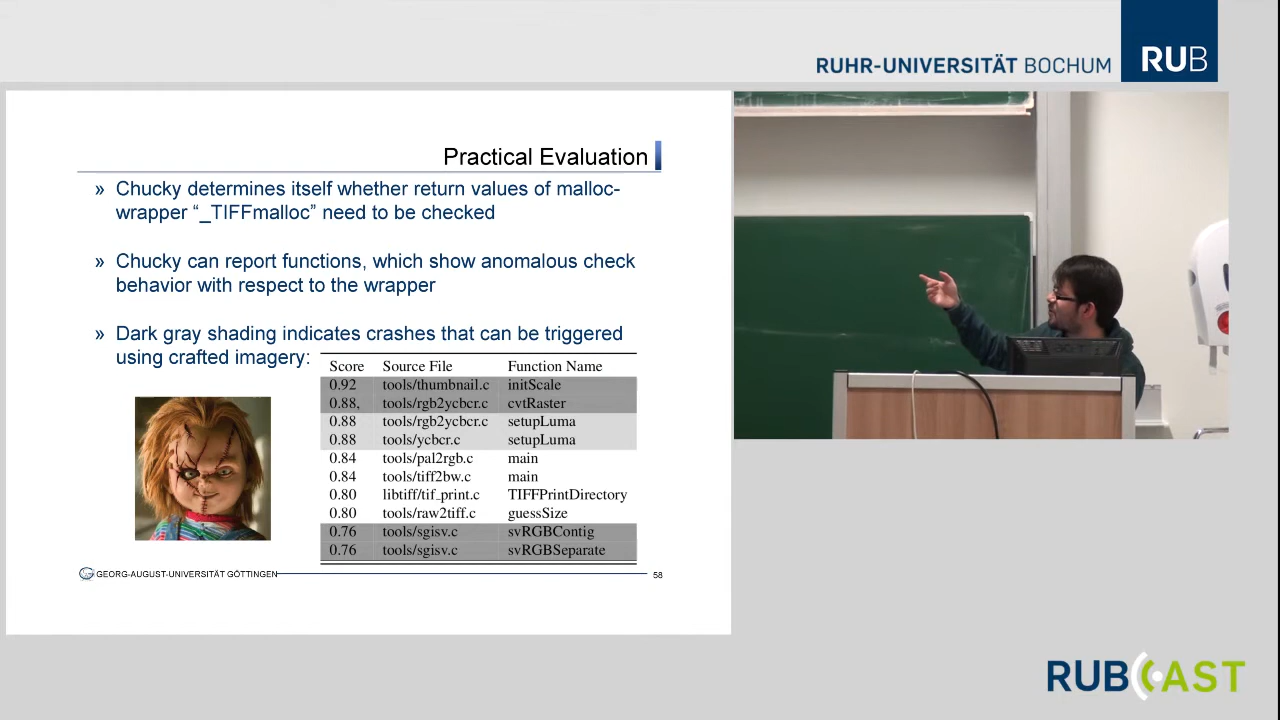 RUHR-UNIVERSITÄT BOCHUM
RUB
Practical Evaluation
» Chucky determines itself whether return values of malloc-
wrapper “_TIFFmalloc” need to be checked
» Chucky can report functions, which show anomalous check
behavior with respect to the wrapper
» Dark gray shading indicates crashes that can be triggered
using crafted imagery:
Score Source File Function Name
0.92 tools/thumbnail.c initScale
0.88, tools/rgb2ycbcr.c cvtRaster
0.88 tools/rgb2ycbcr.c setupLuma
0.88 tools/ycbcr.c setupLuma
0.84 tools/pal2rgb.c main
0.84 tools/tiff2bw.c main
0.80 libtiff/tif_print.c TIFFPrintDirectory
0.80 tools/raw2tiff.c guessSize
0.76 tools/sgisv.c svRGBContig
0.76 tools/sgisv.c svRGBSeparate
GEORG-AUGUST-UNIVERSITÄT GÖTTINGEN
58
RUBCAST